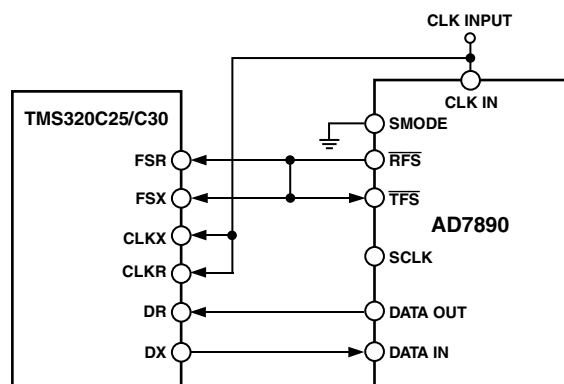 CLK INPUT
TMS320C25/C30
CLK IN
SMODE
FSR
RFS
FSX
TFS
AD7890
CLKX
SCLK
CLKR
DR
DATA OUT
DX
DATA IN